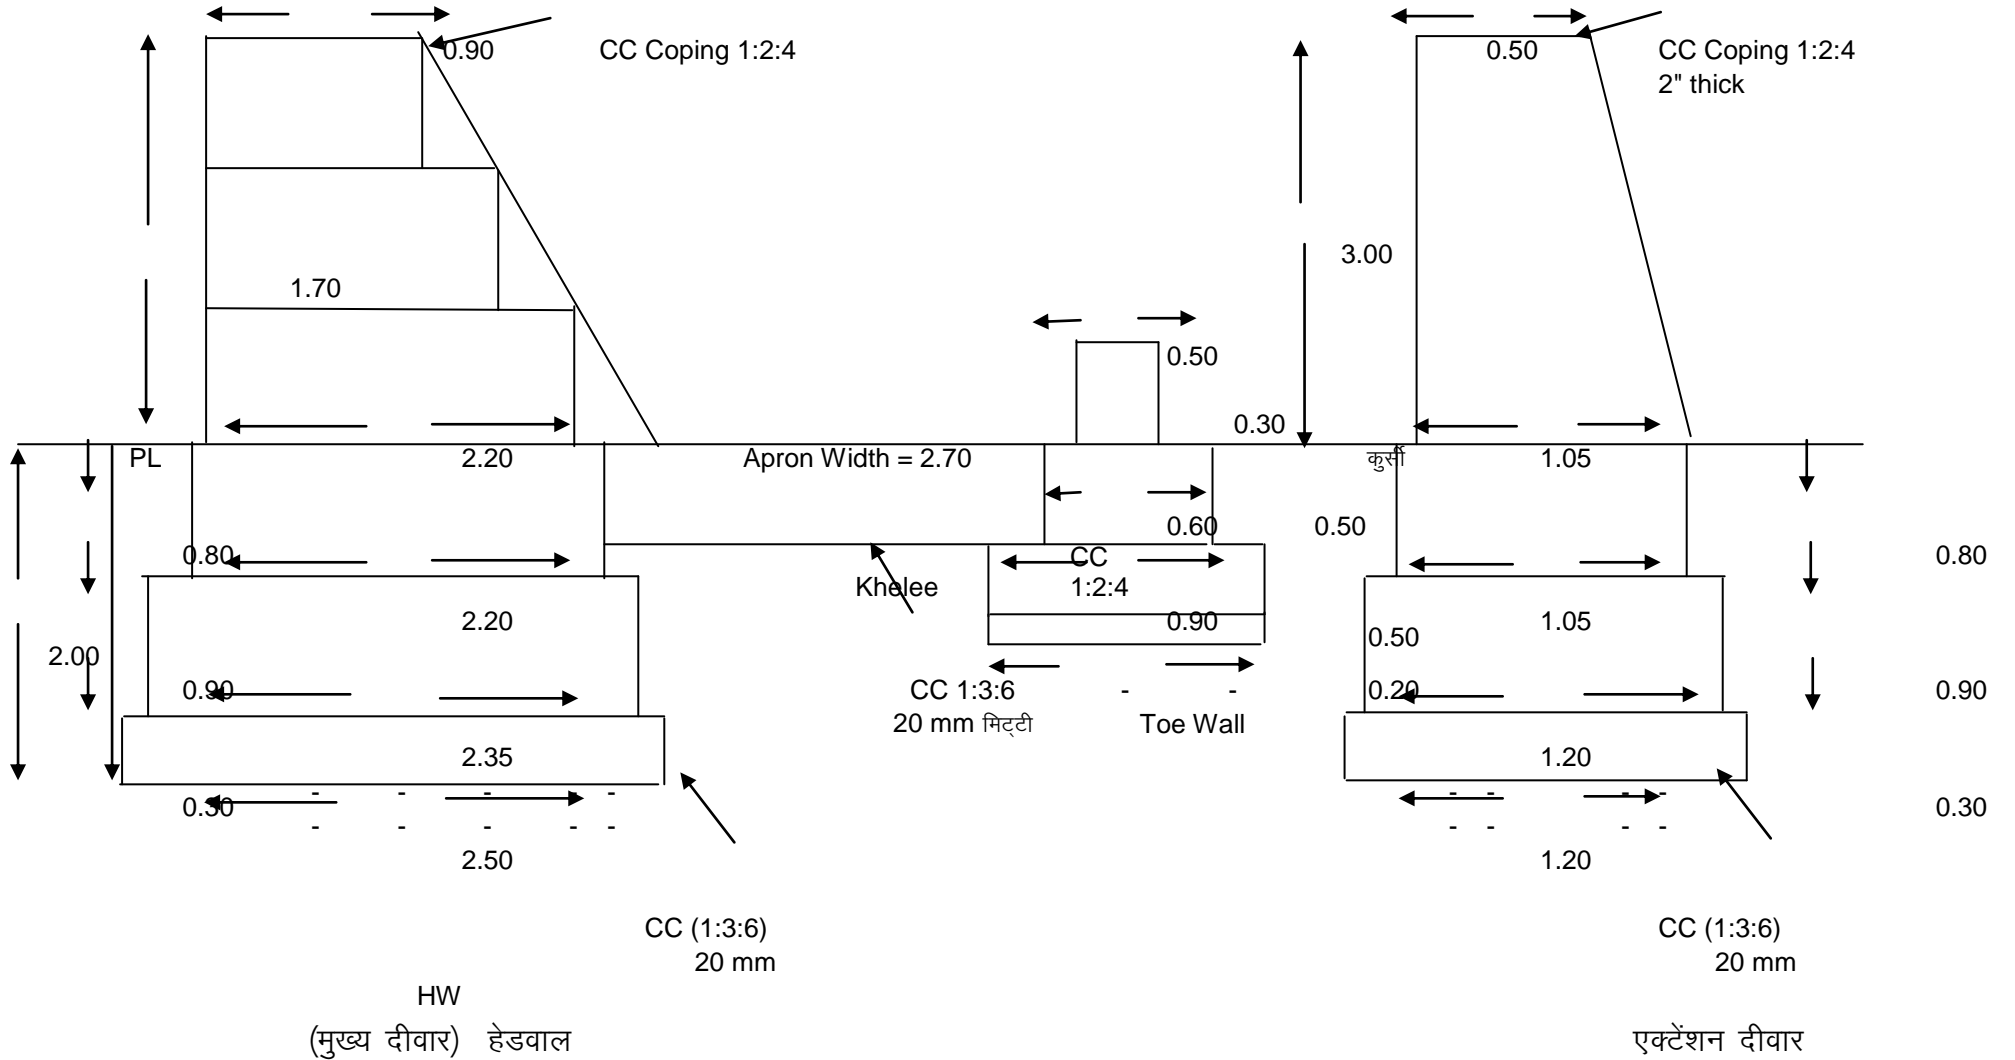 0.90 CC Coping 1:2:4 0.50 CC Coping 1:2:4
2" thick
3.00
1.70
0.50
0.30
PL 2.20 Apron Width = 2.70 कुर्सी 1.05
0.60 0.50
0.80 CC 0.80
Khelee 1:2:4
2.20 0.90 1.05
0.50
2.00
0.90 CC 1:3:6 - - 0.20 0.90
20 mm मिट्टी Toe Wall
2.35 1.20
- - - - - - - - -
0.30 0.30
- - - - - - - - -
2.50 1.20
CC (1:3:6) CC (1:3:6)
20 mm 20 mm
HW
(मुख्य दीवार) हेडवाल एक्टेंशन दीवार